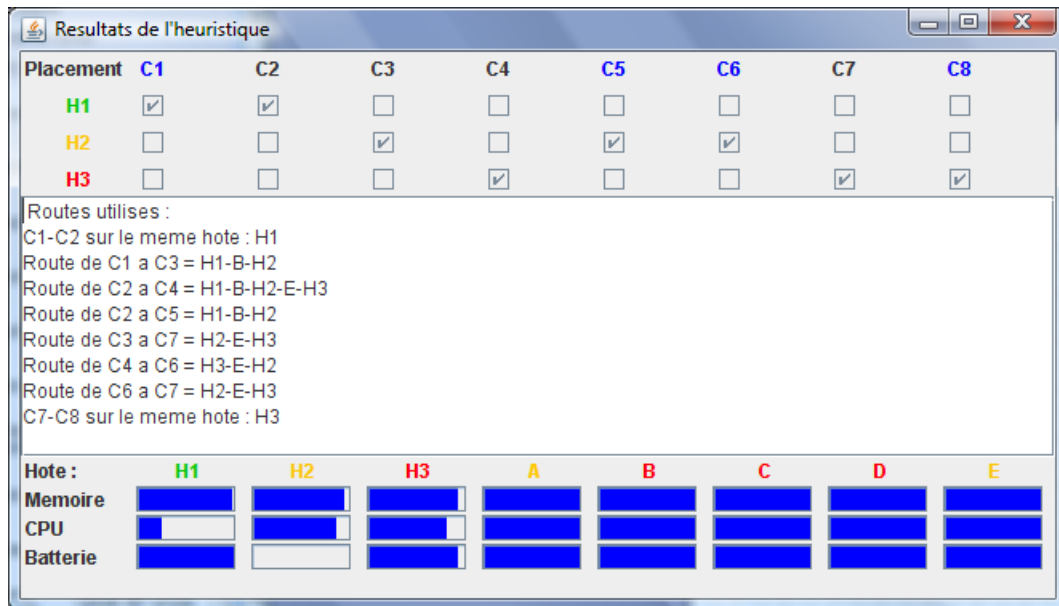 Resultats de l'heuristique
Placement C1 C2 C3 C4 C5 C6 C7 C8
H1
H2
H3
Routes utilises :
C1-C2 sur le meme hote : H1
Route de C1 a C3 = H1-B-H2
Route de C2 a C4 = H1-B-H2-E-H3
Route de C2 a C5 = H1-B-H2
Route de C3 a C7 = H2-E-H3
Route de C4 a C6 = H3-E-H2
Route de C6 a C7 = H2-E-H3
C7-C8 sur le meme hote : H3
Hote : H1 H2 H3 A B C D E
Memoire
CPU
Batterie